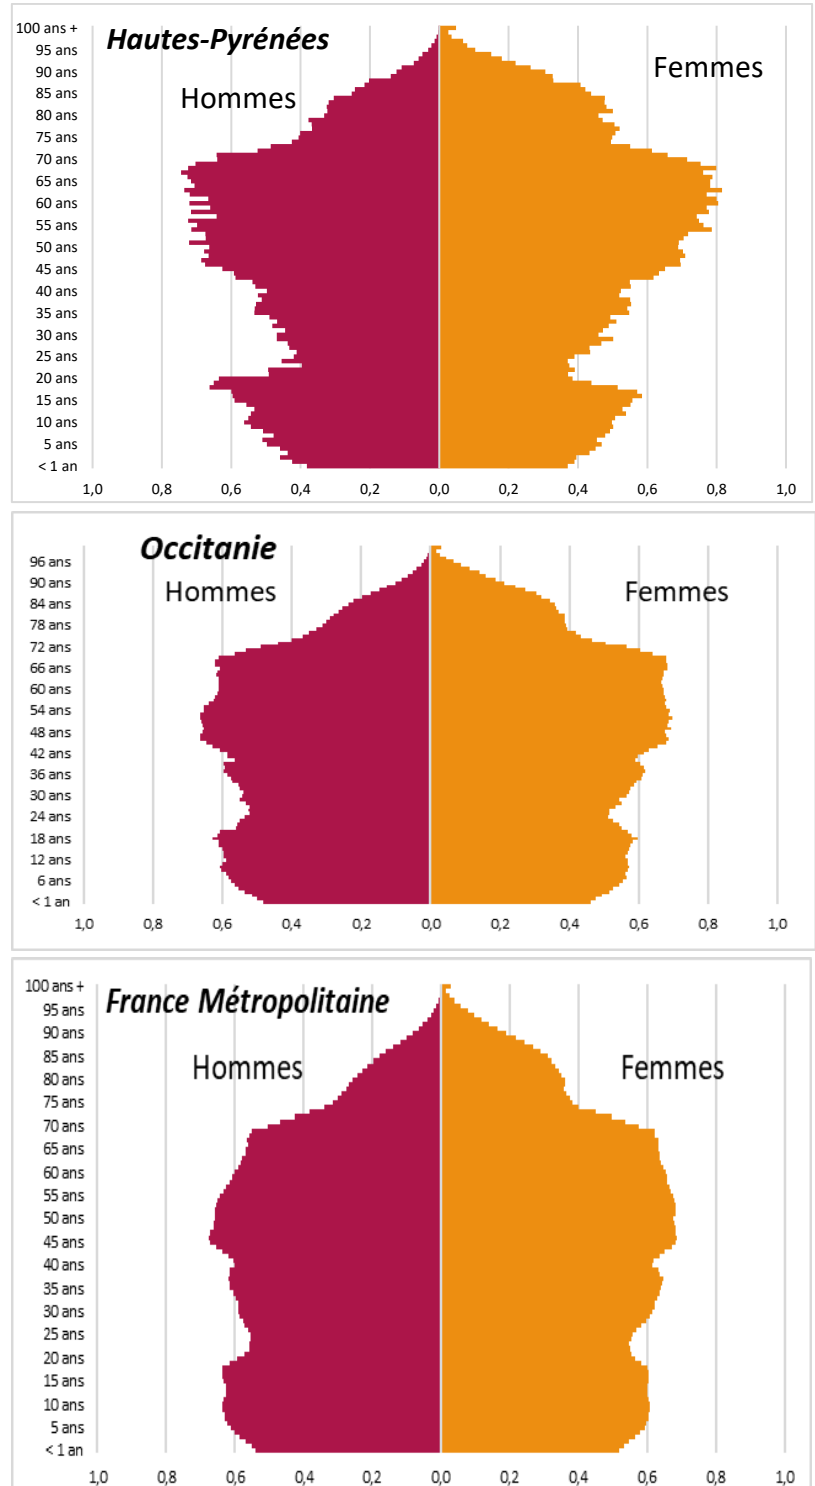 Hautes-Pyrénées
Hommes
Femmes
100 ans +
95 ans
90 ans
85 ans
80 ans
75 ans
70 ans
65 ans
60 ans
55 ans
50 ans
45 ans
40 ans
35 ans
30 ans
25 ans
20 ans
15 ans
10 ans
5 ans
< 1 an
1,0 0,8 0,6 0,4 0,2 0,0 0,2 0,4 0,6 0,8 1,0
Occitanie
Hommes
Femmes
96 ans
90 ans
84 ans
78 ans
72 ans
66 ans
60 ans
54 ans
48 ans
42 ans
36 ans
30 ans
24 ans
18 ans
12 ans
6 ans
< 1 an
1,0 0,8 0,6 0,4 0,2 0,0 0,2 0,4 0,6 0,8 1,0
France Métropolitaine
Hommes
Femmes
100 ans +
95 ans
90 ans
85 ans
80 ans
75 ans
70 ans
65 ans
60 ans
55 ans
50 ans
45 ans
40 ans
35 ans
30 ans
25 ans
20 ans
15 ans
10 ans
5 ans
< 1 an
1,0 0,8 0,6 0,4 0,2 0,0 0,2 0,4 0,6 0,8 1,0